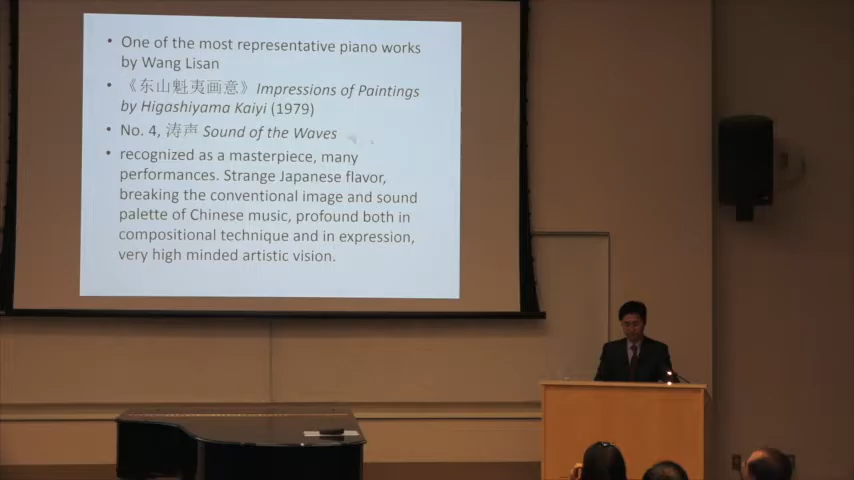 • One of the most representative piano works
by Wang Lisan
• 《东山魁夷画意》Impressions of Paintings
by Higashiyama Kaiyi (1979)
• No. 4, 涛声 Sound of the Waves
• recognized as a masterpiece, many
performances. Strange Japanese flavor,
breaking the conventional image and sound
palette of Chinese music, profound both in
compositional technique and in expression,
very high minded artistic vision.